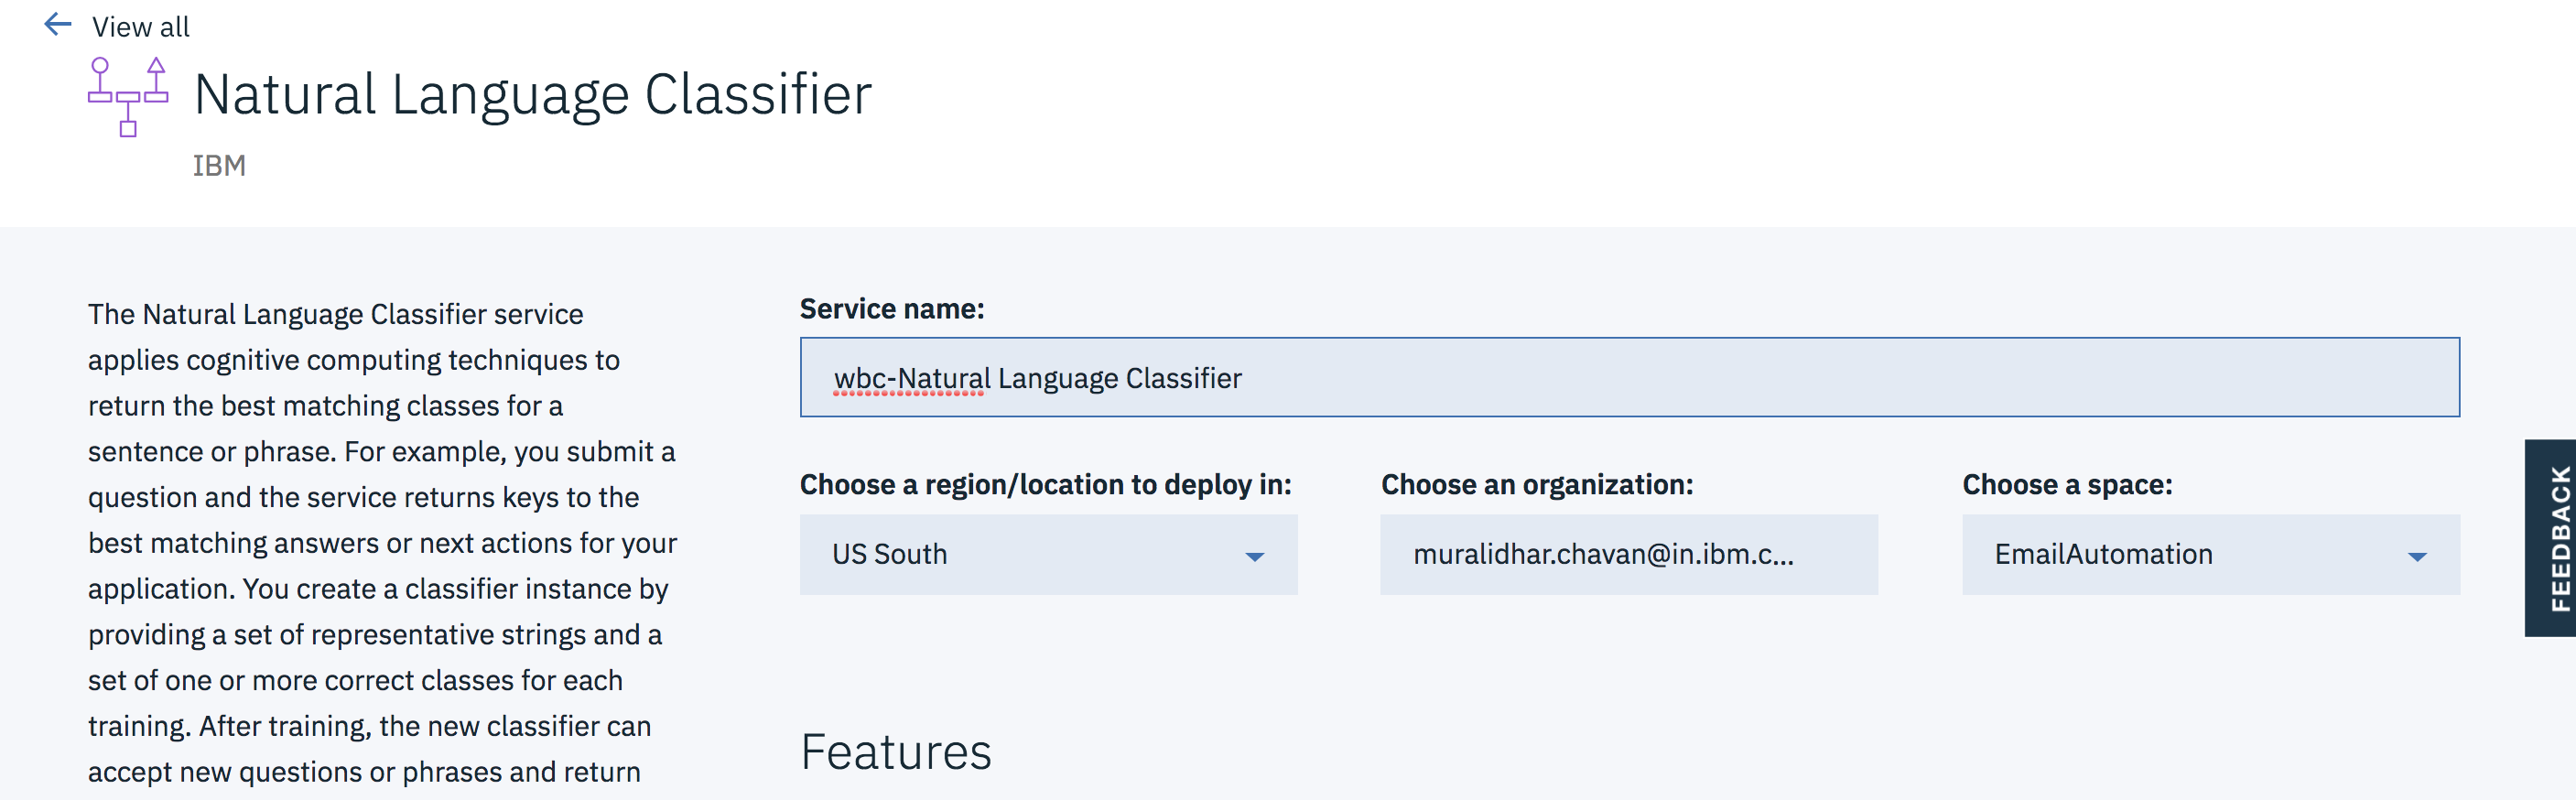 View all
Natural Language Classifier
IBM
The Natural Language Classifier service
applies cognitive computing techniques to
return the best matching classes for a
sentence or phrase. For example, you submit a
question and the service returns keys to the
best matching answers or next actions for your
application. You create a classifier instance by
providing a set of representative strings and a
set of one or more correct classes for each
training. After training, the new classifier can
accept new questions or phrases and return
Service name:
wbc-Natural Language Classifier
Choose a region/location to deploy in:
US South
Choose an organization:
muralidhar.chavan@in.ibm.c...
Choose a space:
EmailAutomation
Features
FEEDBACK